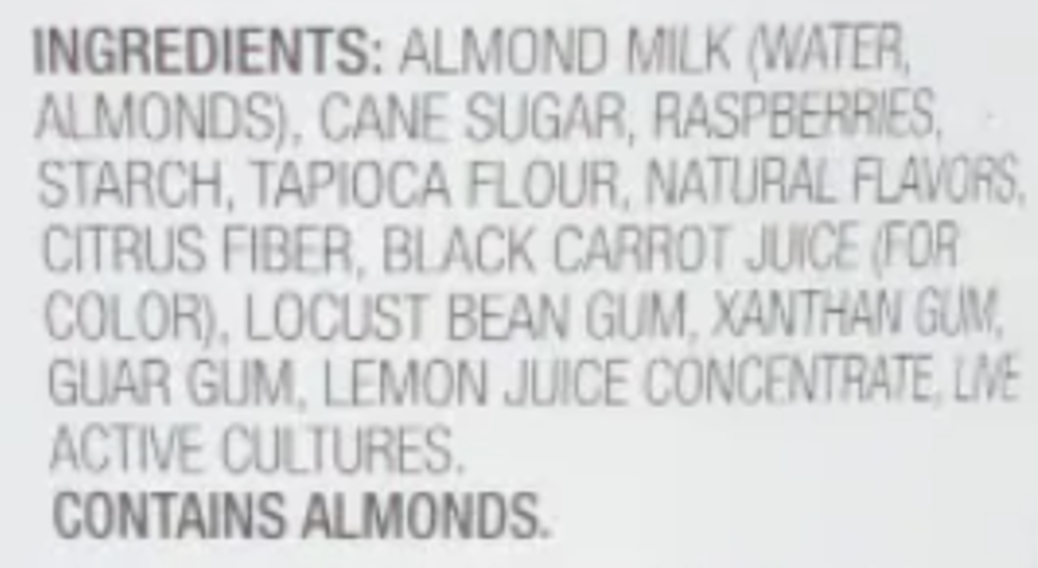 INGREDIENTS: ALMOND MILK (WATER,
ALMONDS), CANE SUGAR, RASPBERRIES,
STARCH, TAPIOCA FLOUR, NATURAL FLAVORS,
CITRUS FIBER, BLACK CARROT JUICE (FOR
COLOR), LOCUST BEAN GUM, XANTHAN GUM,
GUAR GUM, LEMON JUICE CONCENTRATE, LIVE
ACTIVE CULTURES.
CONTAINS ALMONDS.